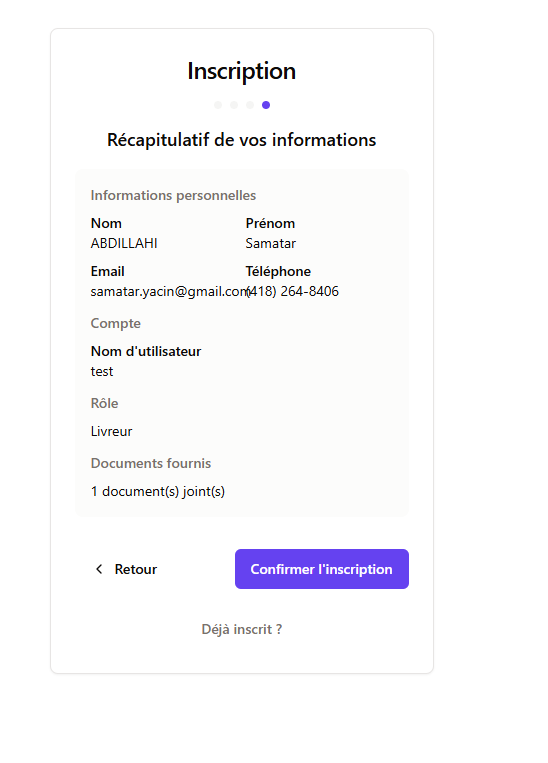 Inscription
Récapitulatif de vos informations
Informations personnelles
Nom Prénom
ABDILLAHI Samatar
Email Téléphone
samatar.yacin@gmail.com (418) 264-8406
Compte
Nom d'utilisateur
test
Rôle
Livreur
Documents fournis
1 document(s) joint(s)
Retour Confirmer l'inscription
Déjà inscrit ?